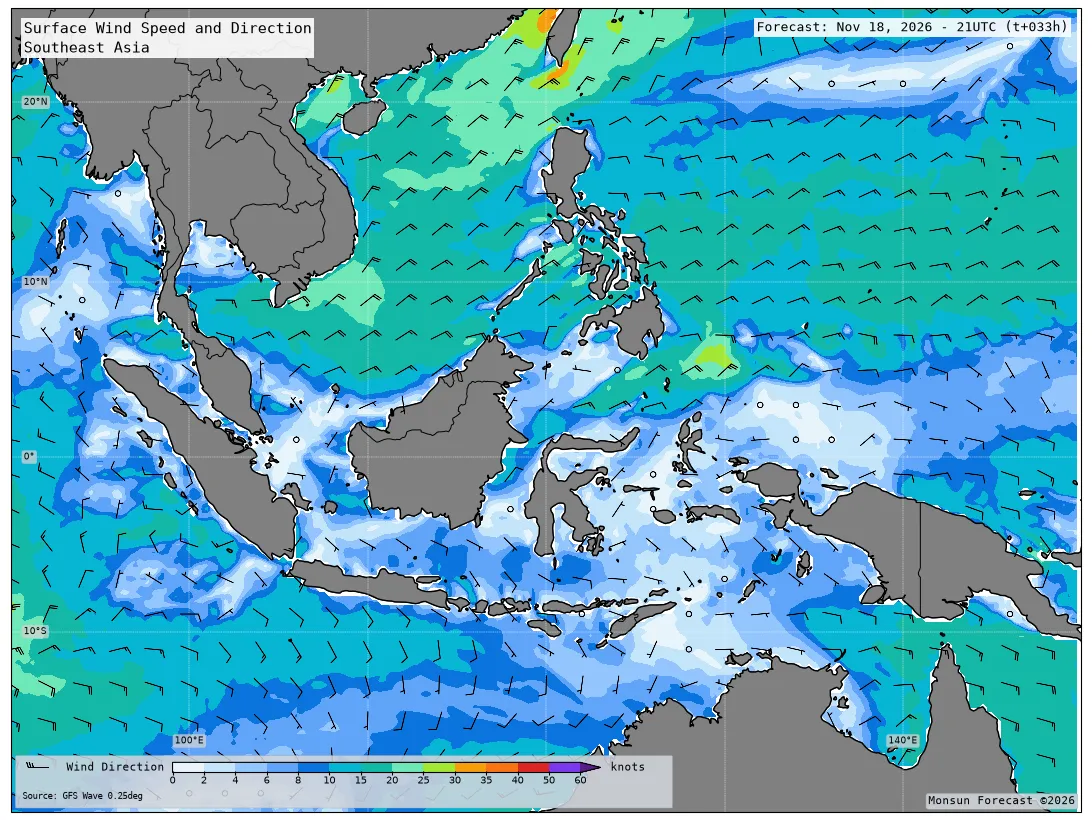 Surface Wind Speed and Direction
Southeast Asia
Forecast: Nov 18, 2026 - 21UTC (t+033h)
20°N
10°N
0°
10°S
100°E
140°E
Wind Direction
0 2 4 6 8 10 15 20 25 30 35 40 50 60
knots
Source: GFS Wave 0.25deg
Monsun Forecast ©2026